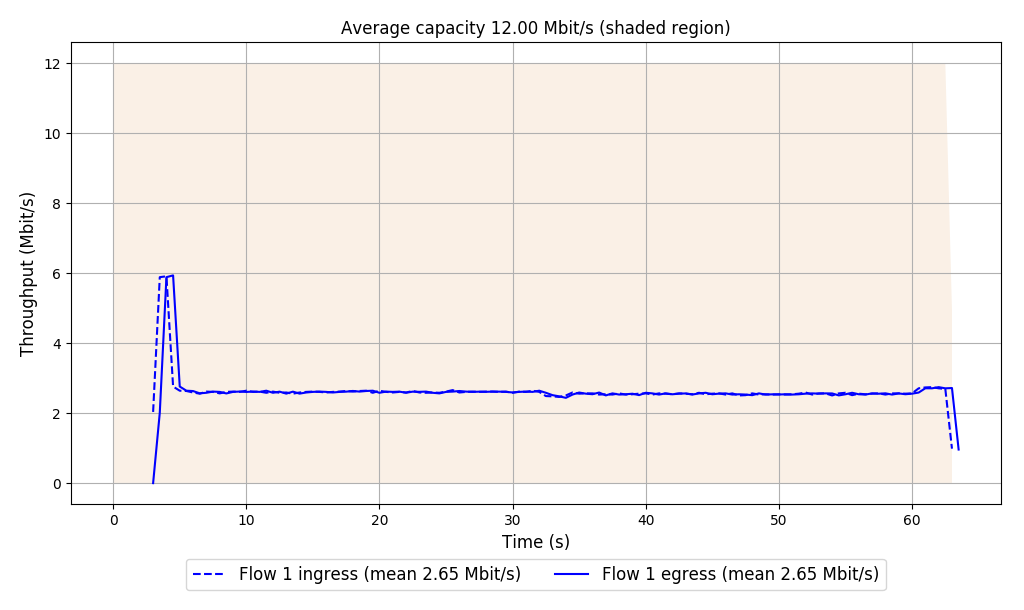 Average capacity 12.00 Mbit/s (shaded region)
Throughput (Mbit/s)
12
10
8
6
4
2
0
0 10 20 30 40 50 60
Time (s)
Flow 1 ingress (mean 2.65 Mbit/s) Flow 1 egress (mean 2.65 Mbit/s)